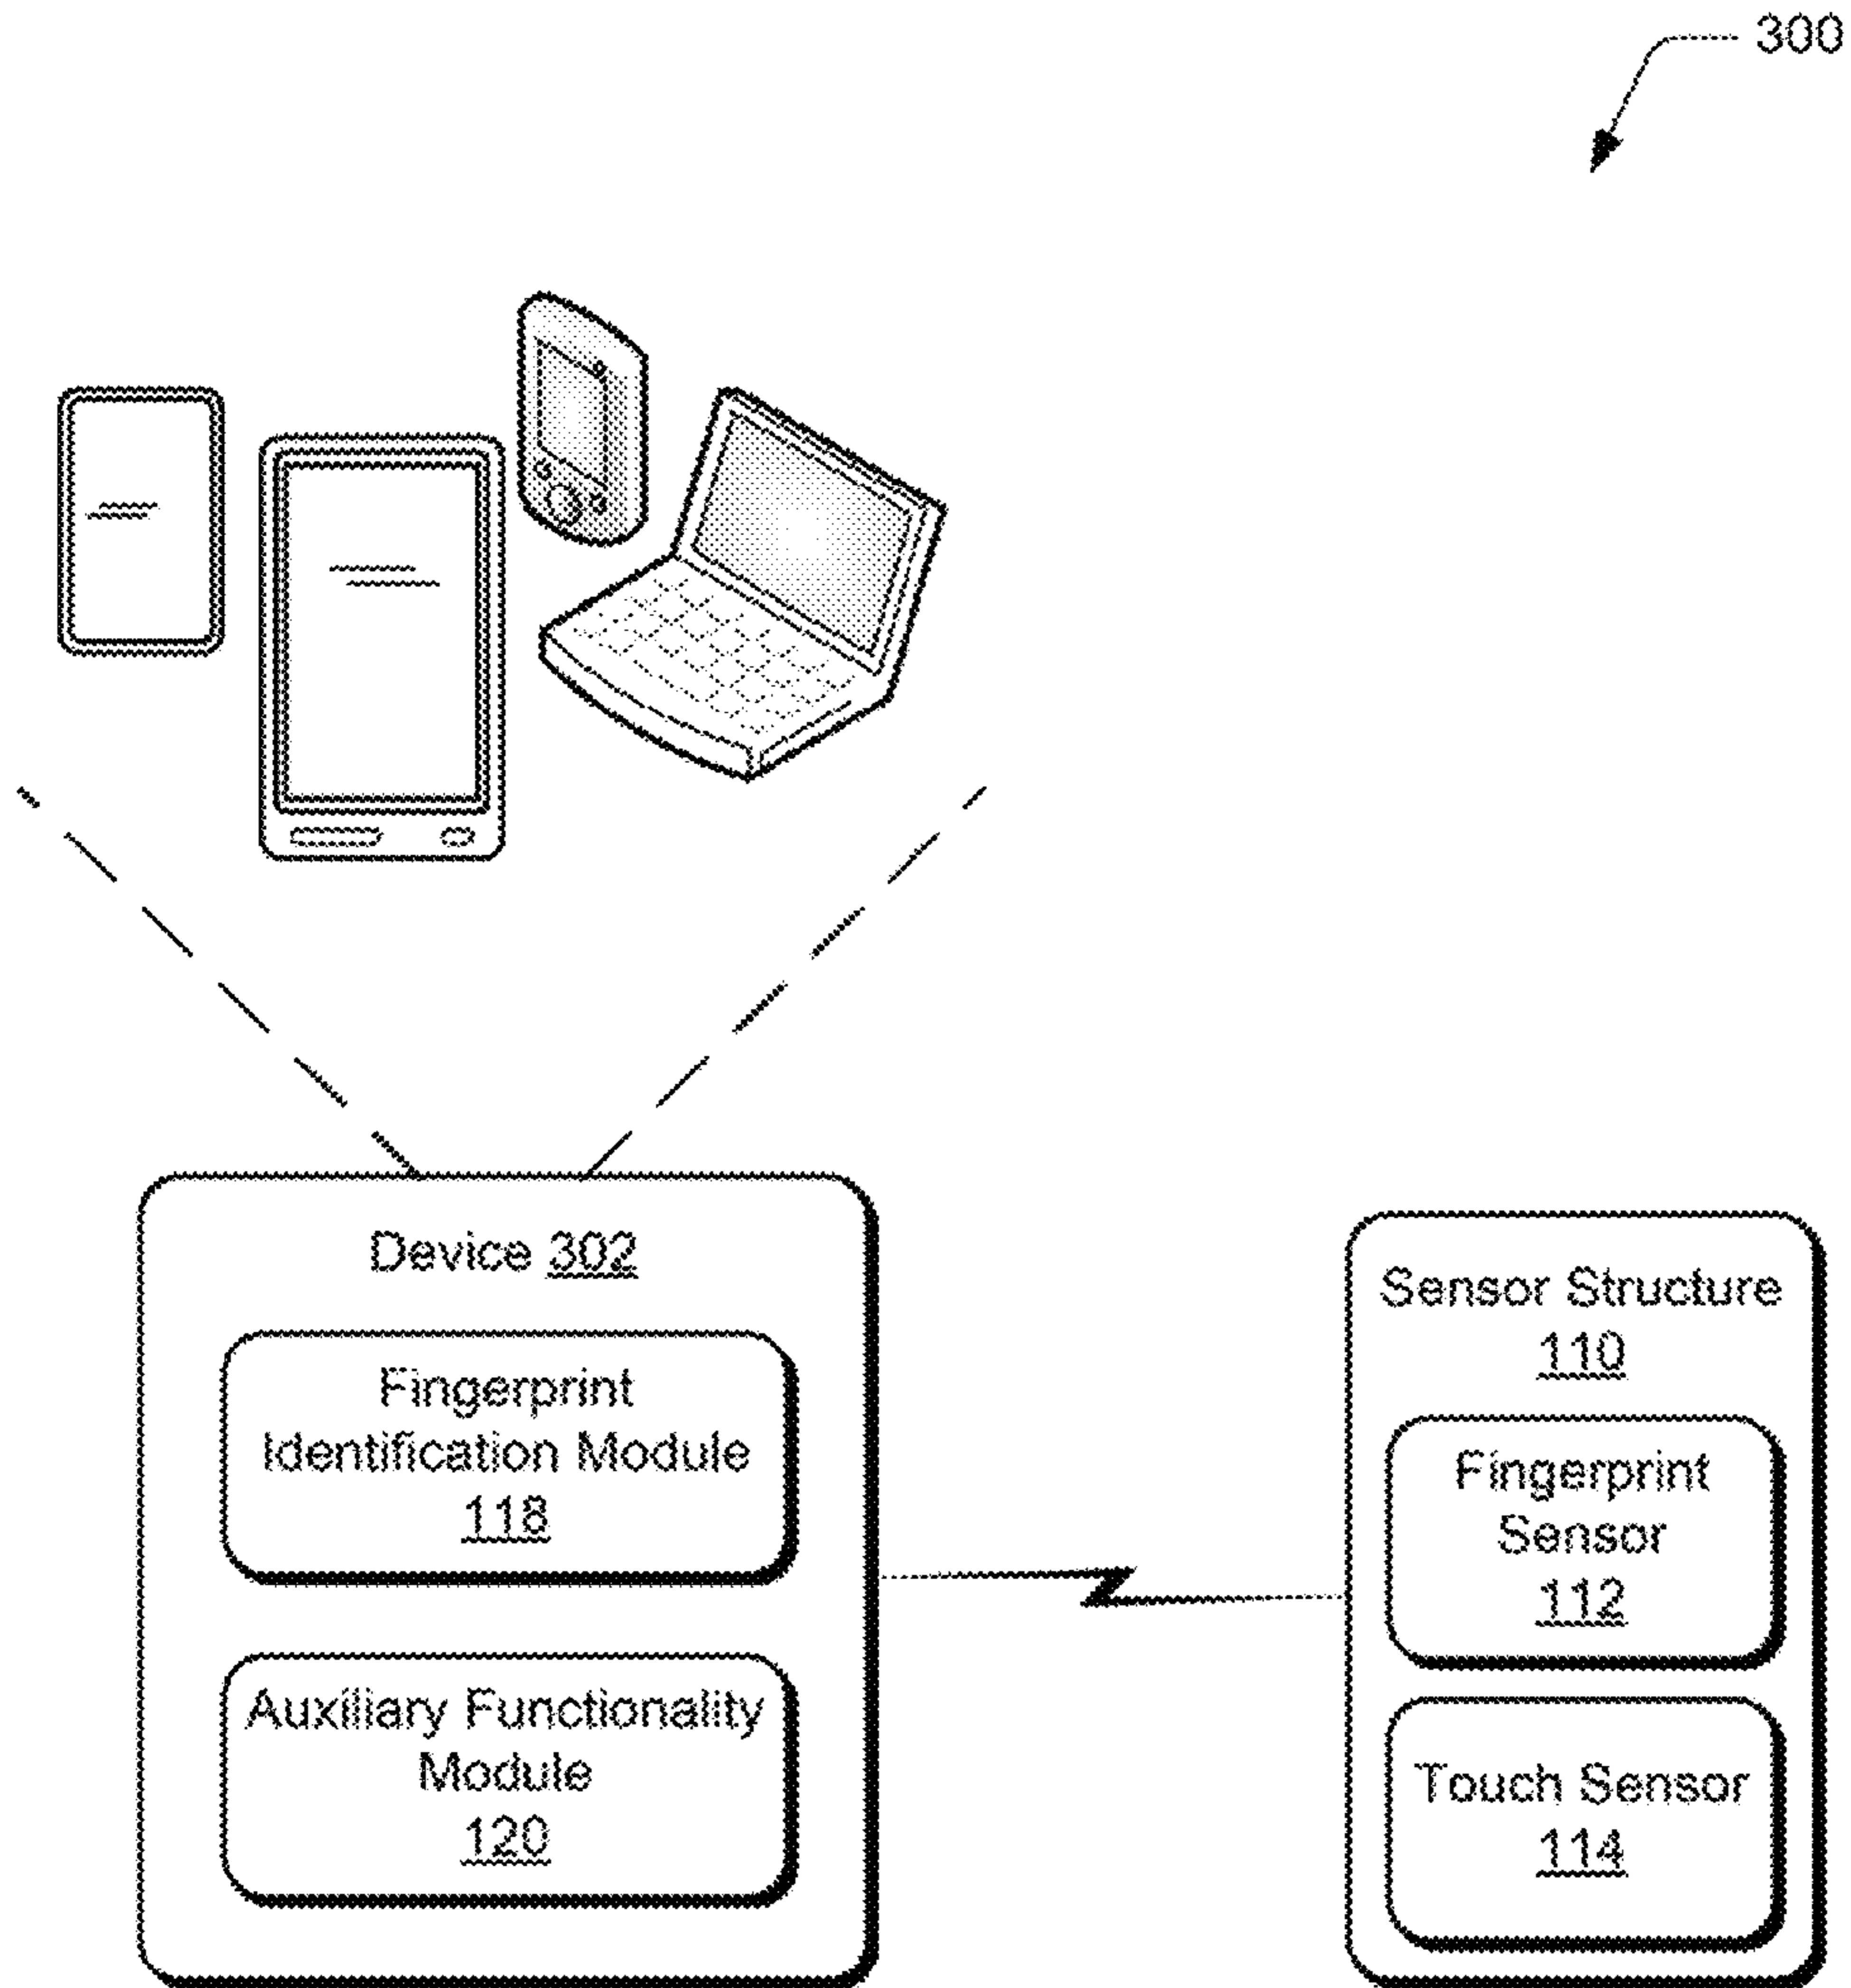 300
Device 302
Fingerprint
Identification Module
118
Auxiliary Functionality
Module
120
Sensor Structure
110
Fingerprint
Sensor
112
Touch Sensor
114